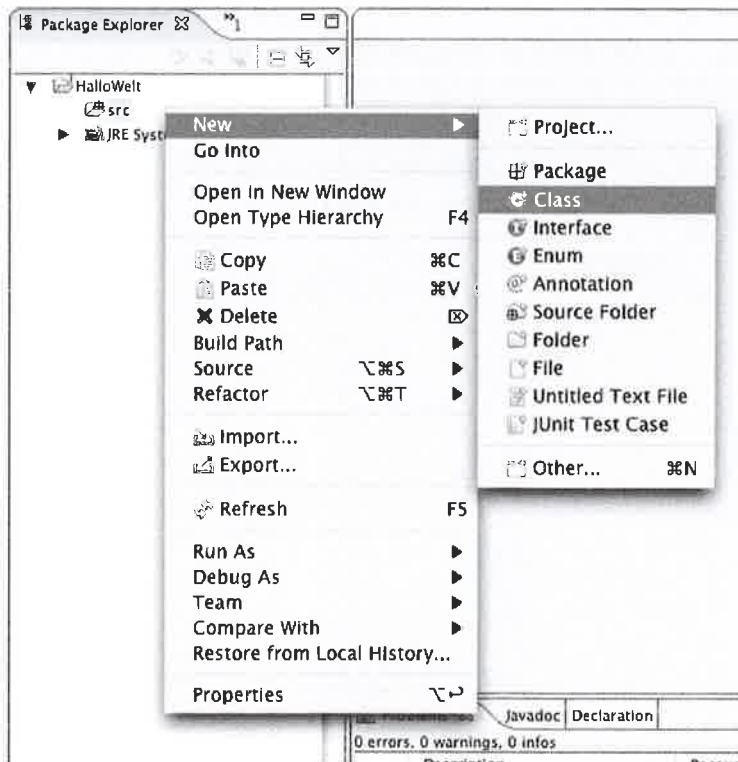 Package Explorer
»1
HalloWelt
src
JRE Syst
New
Go Into
Open in New Window
Open Type Hierarchy F4
Copy ⌘C
Paste ⌘V
Delete ⌦
Build Path
Source ⌥⌘S
Refactor ⌥⌘T
Import...
Export...
Refresh F5
Run As
Debug As
Team
Compare With
Restore from Local History...
Properties ⌥↩
Project...
Package
Class
Interface
Enum
Annotation
Source Folder
Folder
File
Untitled Text File
JUnit Test Case
Other... ⌘N
Javadoc Declaration
0 errors, 0 warnings, 0 infos